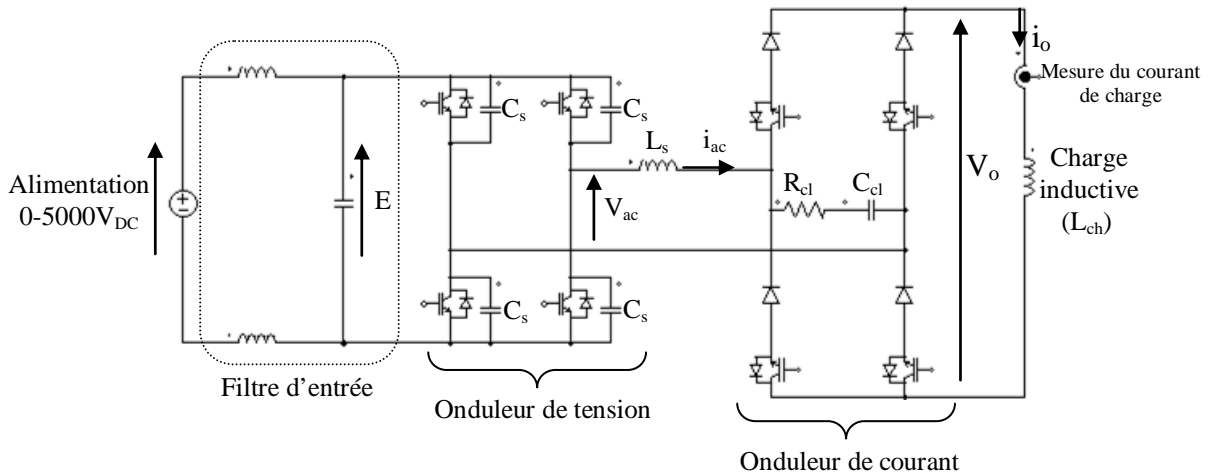 Alimentation
0-5000V_DC
E
Filtre d'entrée
C_s
C_s
C_s
C_s
Onduleur de tension
L_s
i_ac
V_ac
R_cl
C_cl
Onduleur de courant
V_o
i_o
Mesure du courant
de charge
Charge
inductive
(L_ch)